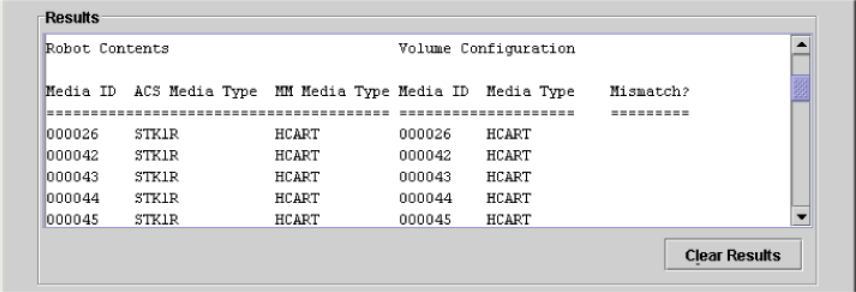 Results
Robot Contents Volume Configuration
Media ID ACS Media Type MM Media Type Media ID Media Type Mismatch?
======================================= ==================== =========
000026 STK1R HCART 000026 HCART
000042 STK1R HCART 000042 HCART
000043 STK1R HCART 000043 HCART
000044 STK1R HCART 000044 HCART
000045 STK1R HCART 000045 HCART
Clear Results